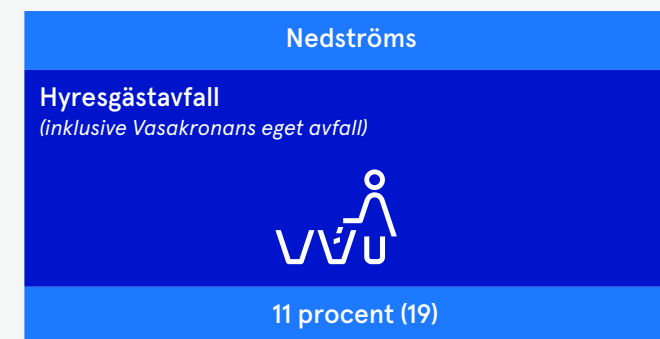 Nedströms
Hyresgästavfall
(inklusive Vasakronans eget avfall)
11 procent (19)